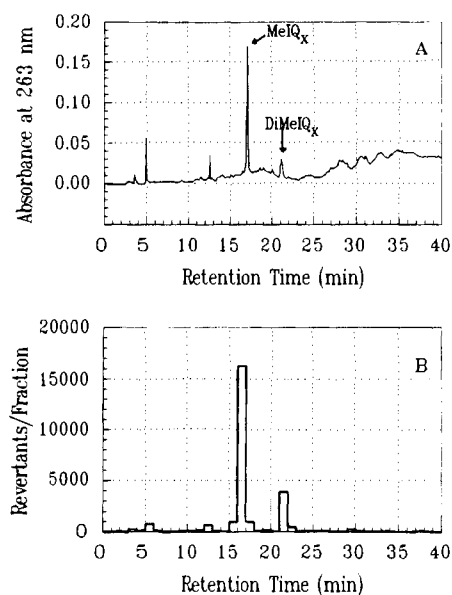 A
MeIQx
DiMeIQx
Absorbance at 263 nm
0.20
0.15
0.10
0.05
0.00
0 5 10 15 20 25 30 35 40
Retention Time (min)
B
Revertants/Fraction
20000
15000
10000
5000
0
0 5 10 15 20 25 30 35 40
Retention Time (min)